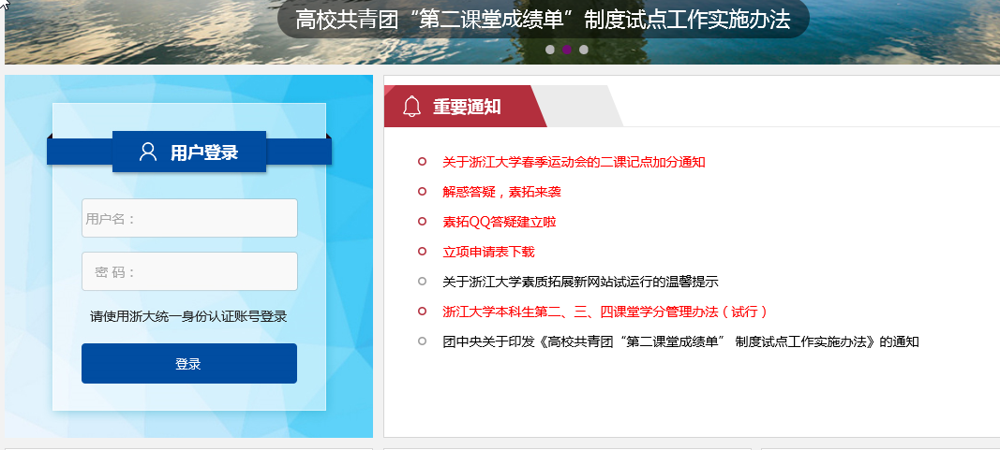 高校共青团“第二课堂成绩单”制度试点工作实施办法
用户登录
用户名：
密 码：
请使用浙大统一身份认证账号登录
登录
重要通知
关于浙江大学春季运动会的二课记点加分通知
解惑答疑，素拓来袭
素拓QQ答疑建立啦
立项申请表下载
关于浙江大学素质拓展新网站试运行的温馨提示
浙江大学本科生第二、三、四课堂学分管理办法（试行）
团中央关于印发《高校共青团“第二课堂成绩单” 制度试点工作实施办法》的通知